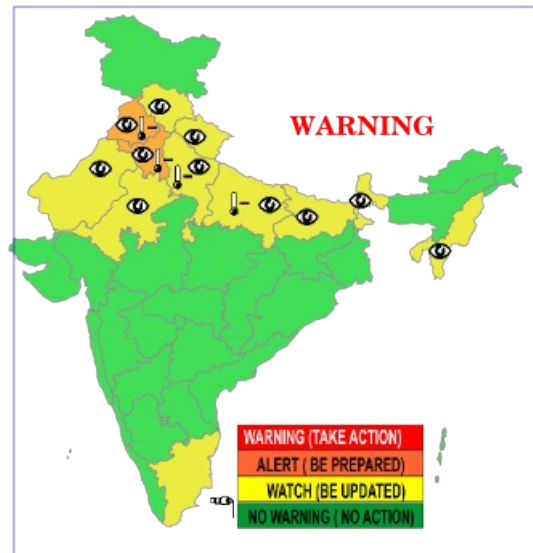 WARNING
WARNING (TAKE ACTION)
ALERT ( BE PREPARED)
WATCH (BE UPDATED)
NO WARNING ( NO ACTION)